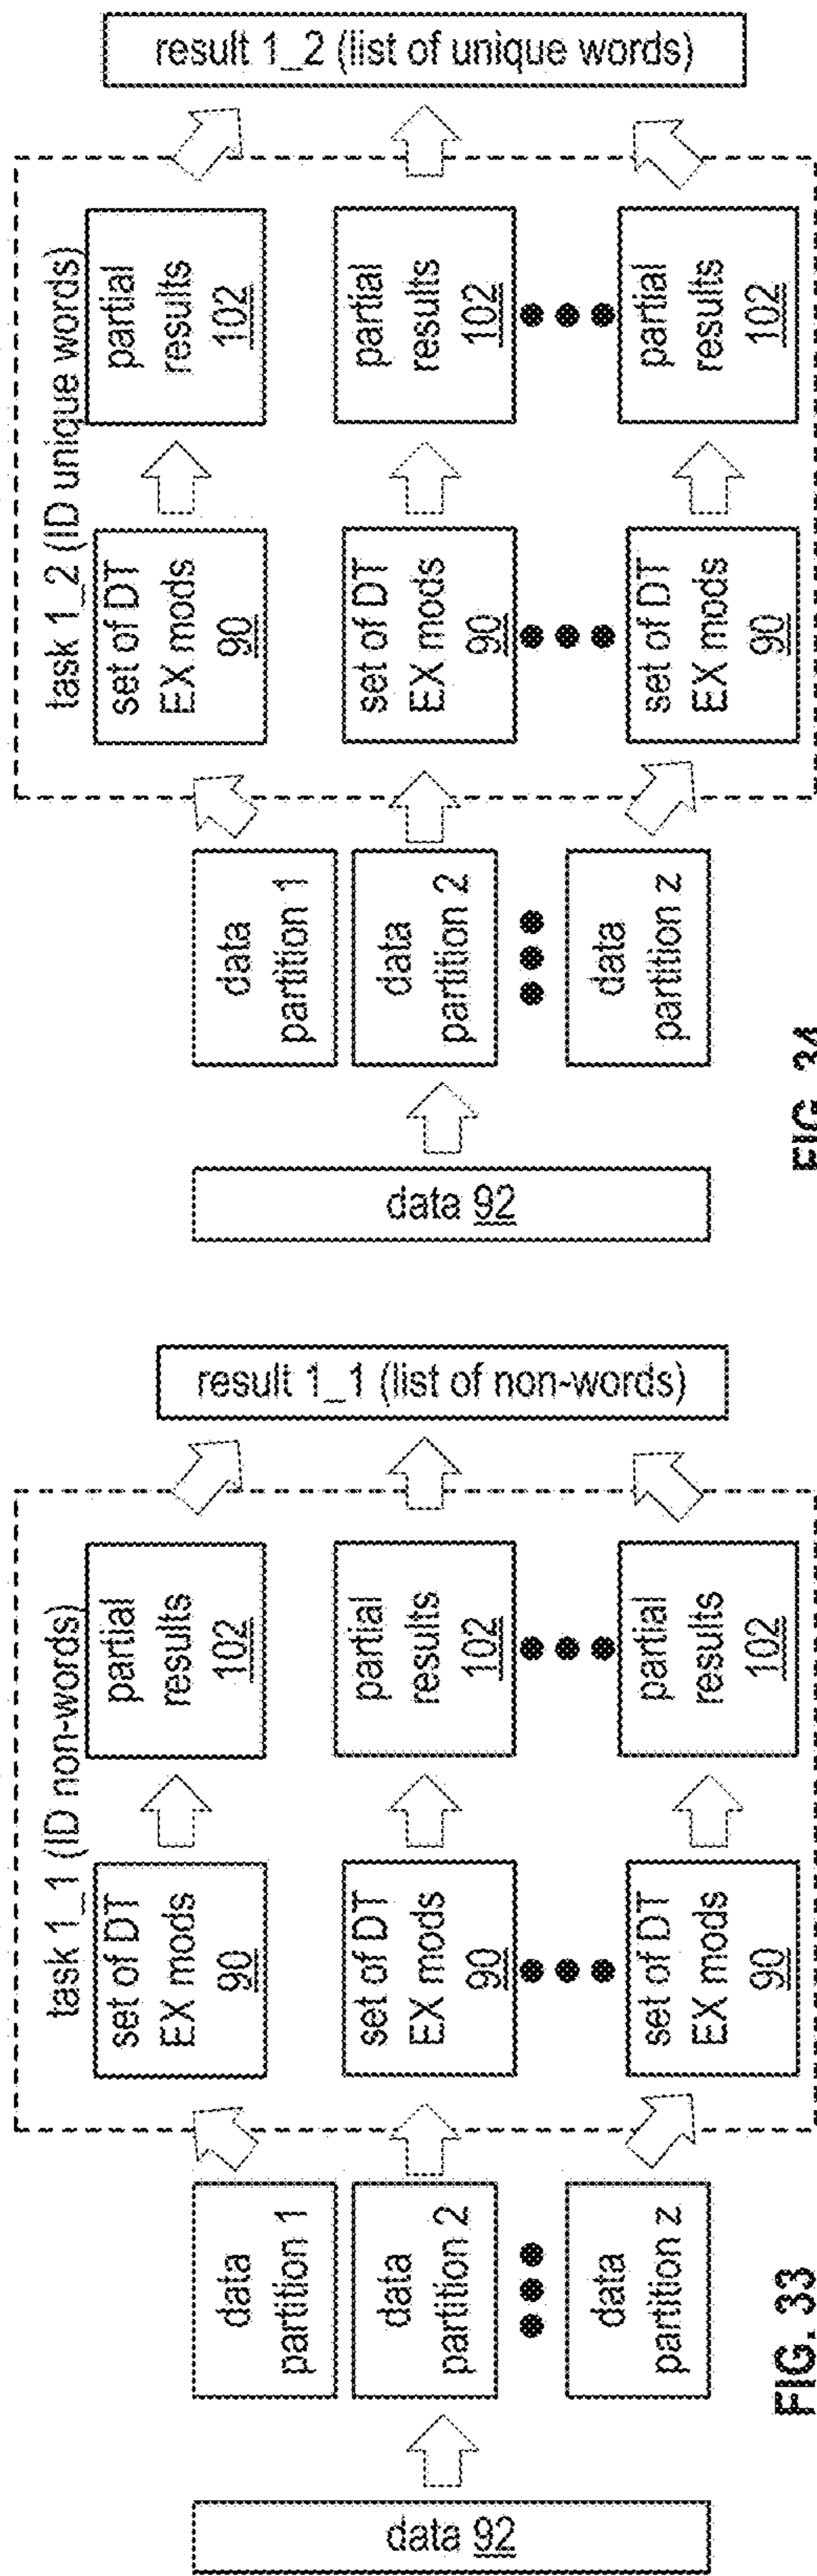 data 92
data
partition 1
data
partition 2
data
partition z
task 1_1 (ID non-words)
set of DT
EX mods
90
set of DT
EX mods
90
set of DT
EX mods
90
partial
results
102
partial
results
102
partial
results
102
result 1_1 (list of non-words)
FIG. 33
data 92
data
partition 1
data
partition 2
data
partition z
task 1_2 (ID unique words)
set of DT
EX mods
90
set of DT
EX mods
90
set of DT
EX mods
90
partial
results
102
partial
results
102
partial
results
102
result 1_2 (list of unique words)
FIG. 34